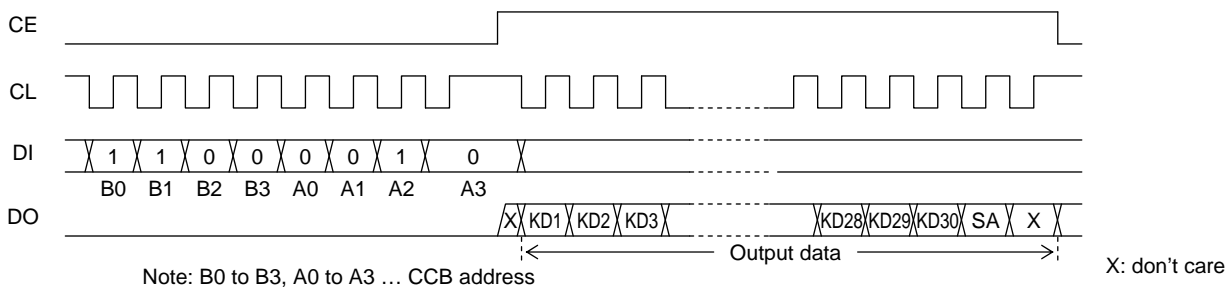 CE
CL
DI 1 1 0 0 0 0 1 0
B0 B1 B2 B3 A0 A1 A2 A3
DO X KD1 KD2 KD3 KD28 KD29 KD30 SA X
Output data
X: don't care
Note: B0 to B3, A0 to A3 … CCB address